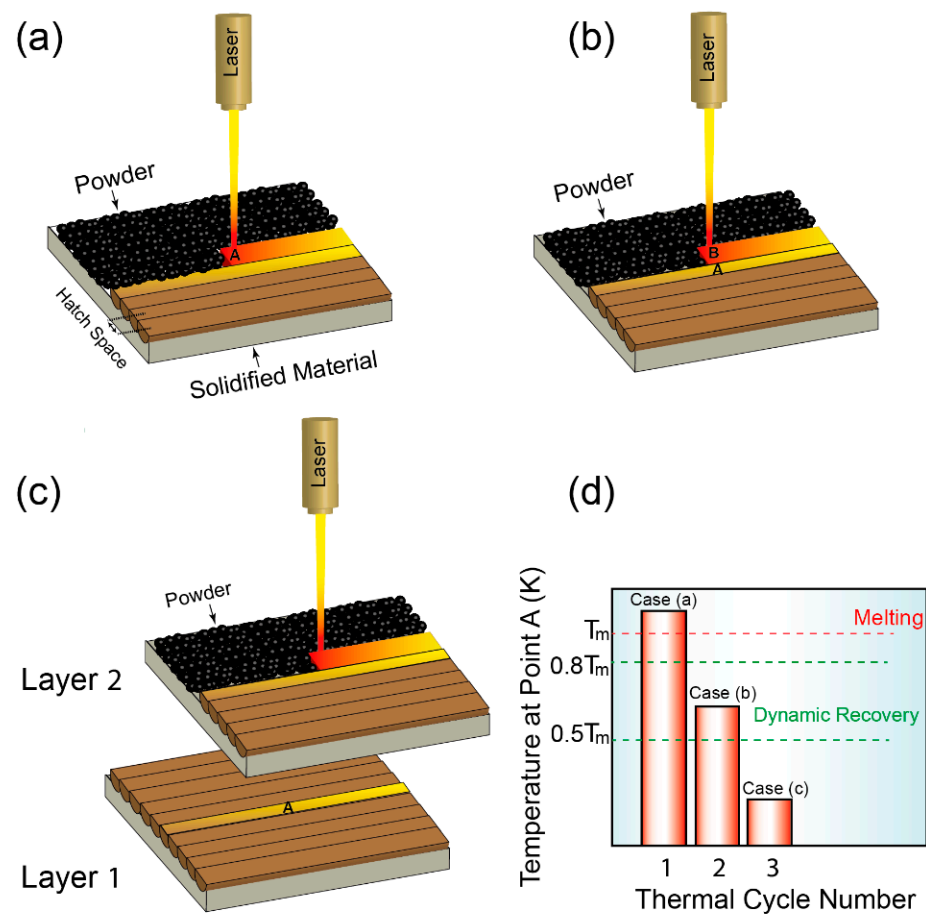 (a)
Laser
Powder
A
Hatch Space
Solidified Material
(b)
Laser
Powder
B
A
(c)
Laser
Powder
Layer 2
A
Layer 1
(d)
Temperature at Point A (K)
Case (a)
Melting
Tm
0.8Tm
Case (b)
Dynamic Recovery
0.5Tm
Case (c)
1 2 3
Thermal Cycle Number